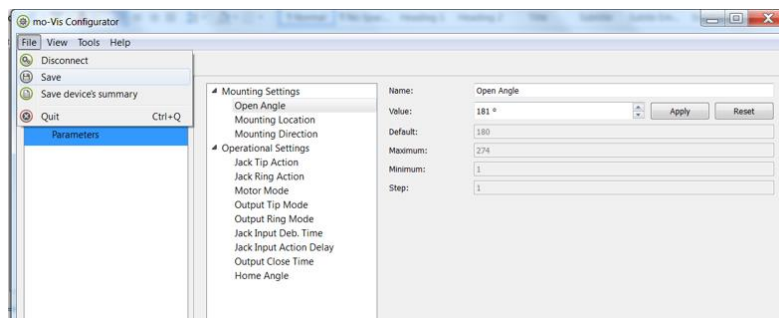 mo-Vis Configurator
File View Tools Help
Disconnect
Save
Save device's summary
Quit Ctrl+Q
Parameters
Mounting Settings
Open Angle
Mounting Location
Mounting Direction
Operational Settings
Jack Tip Action
Jack Ring Action
Motor Mode
Output Tip Mode
Output Ring Mode
Jack Input Deb. Time
Jack Input Action Delay
Output Close Time
Home Angle
Name: Open Angle
Value: 181 º Apply Reset
Default: 180
Maximum: 274
Minimum: 1
Step: 1